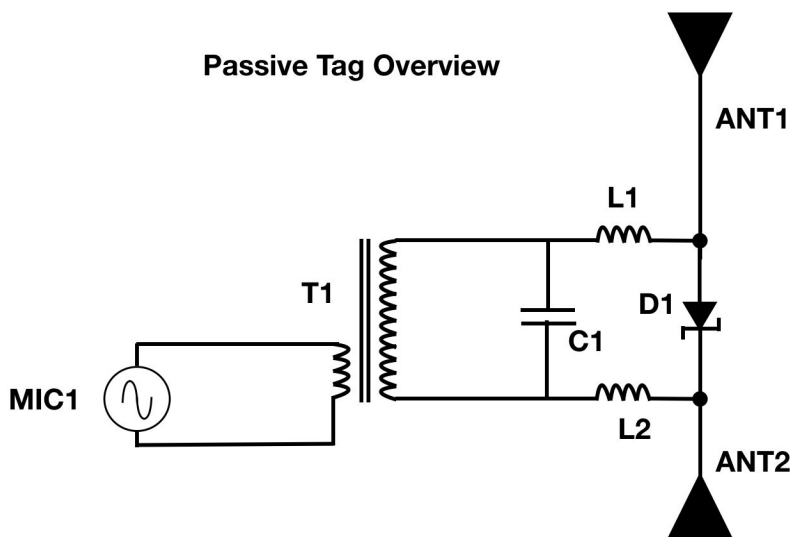 Passive Tag Overview
ANT1
L1
T1
D1
C1
MIC1
L2
ANT2